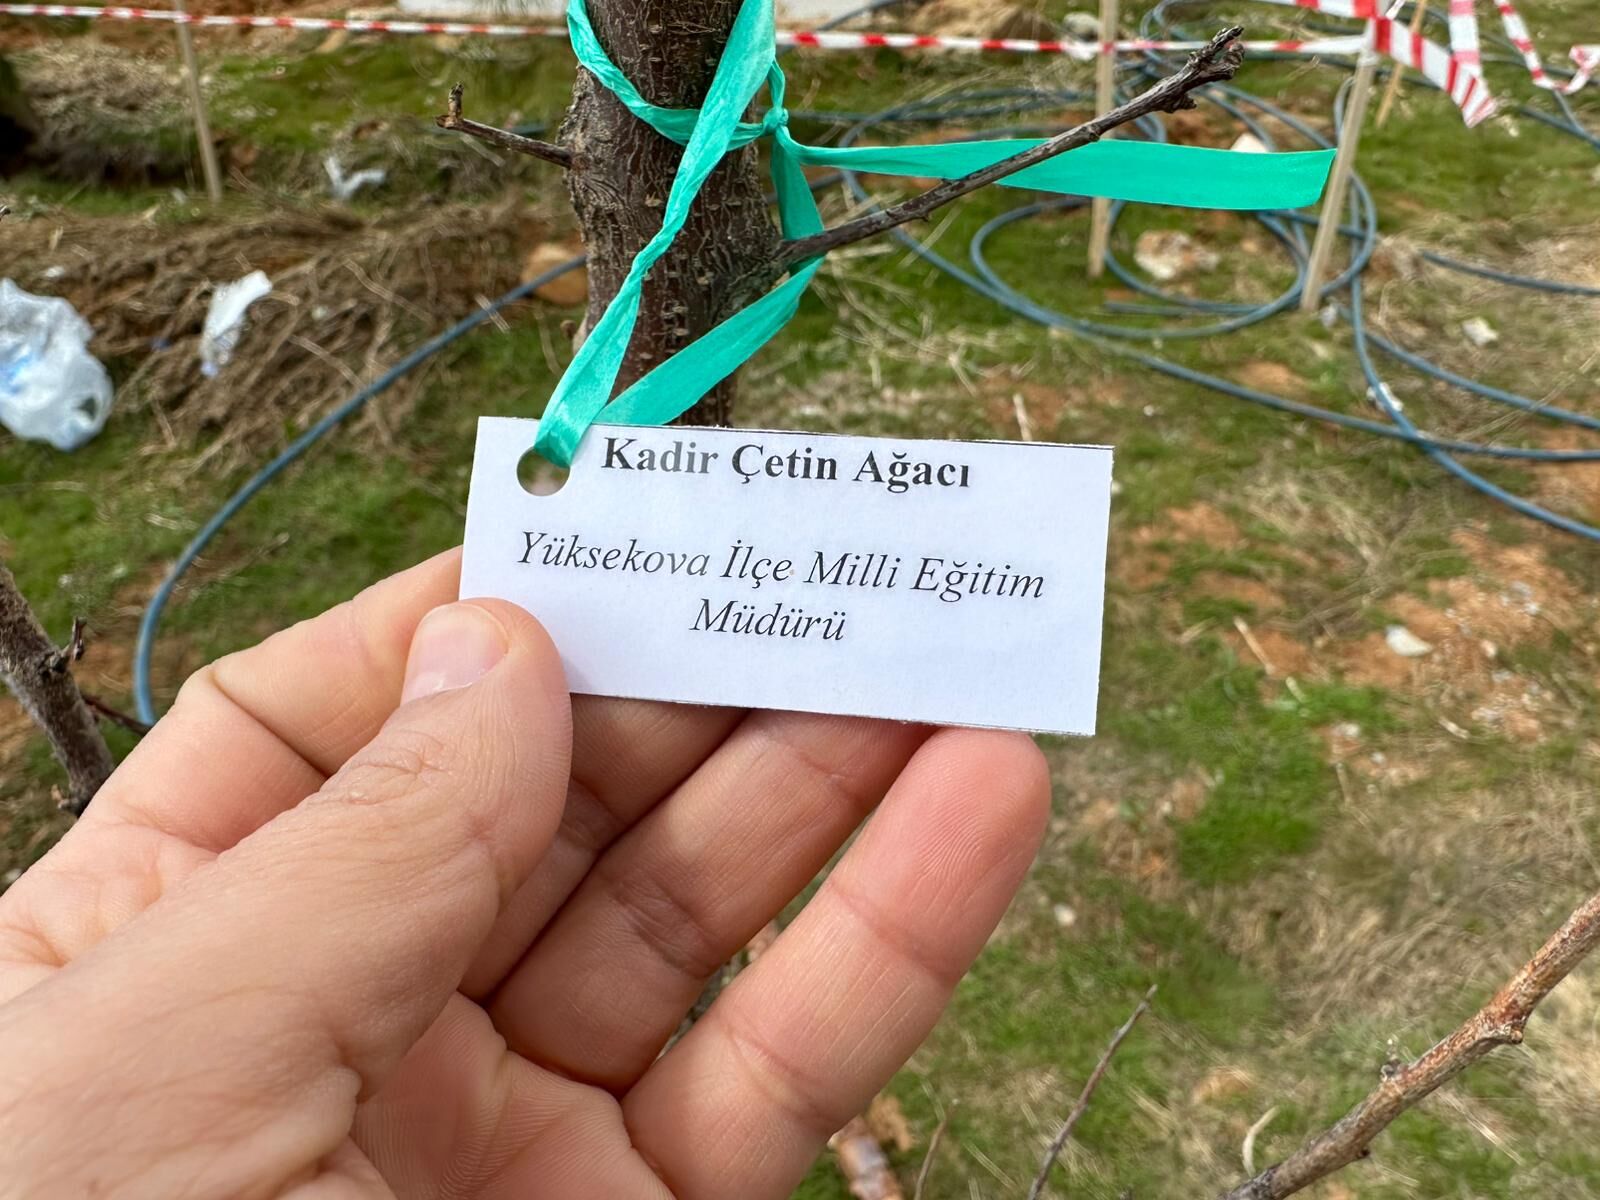 Kadir Çetin Ağacı
Yüksekova İlçe Milli Eğitim
Müdürü